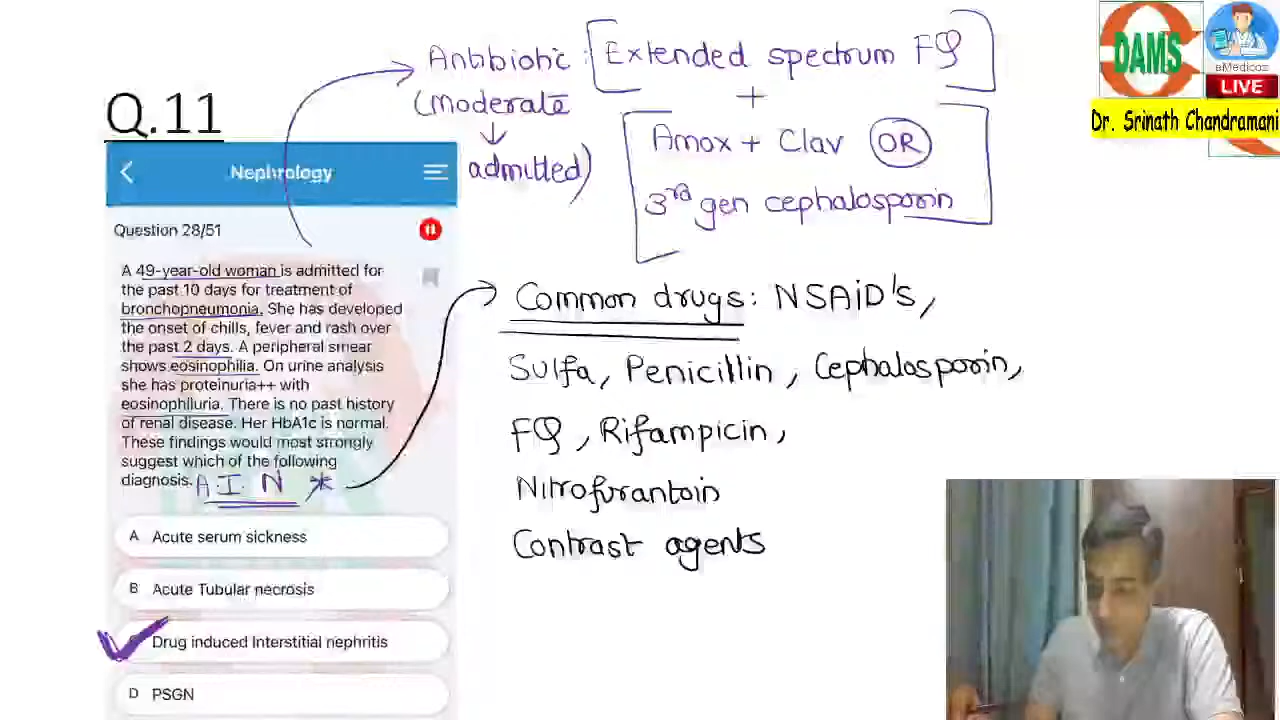 Antibiotic : [Extended spectrum FQ]
(moderate
↓
admitted)
+
[Amox + Clav OR
3rd gen cephalosporin]
DAMS
eMedicoz
LIVE
Dr. Srinath Chandramani
Q.11
Nephrology
Question 28/51
A 49-year-old woman is admitted for
the past 10 days for treatment of
bronchopneumonia. She has developed
the onset of chills, fever and rash over
the past 2 days. A peripheral smear
shows eosinophilia. On urine analysis
she has proteinuria++ with
eosinophiluria. There is no past history
of renal disease. Her HbA1c is normal.
These findings would most strongly
suggest which of the following
diagnosis. A.I.N *
A Acute serum sickness
B Acute Tubular necrosis
Drug induced Interstitial nephritis
D PSGN
Common drugs: NSAiD's,
Sulfa, Penicillin, Cephalosporin,
FQ, Rifampicin,
Nitrofurantoin
Contrast agents